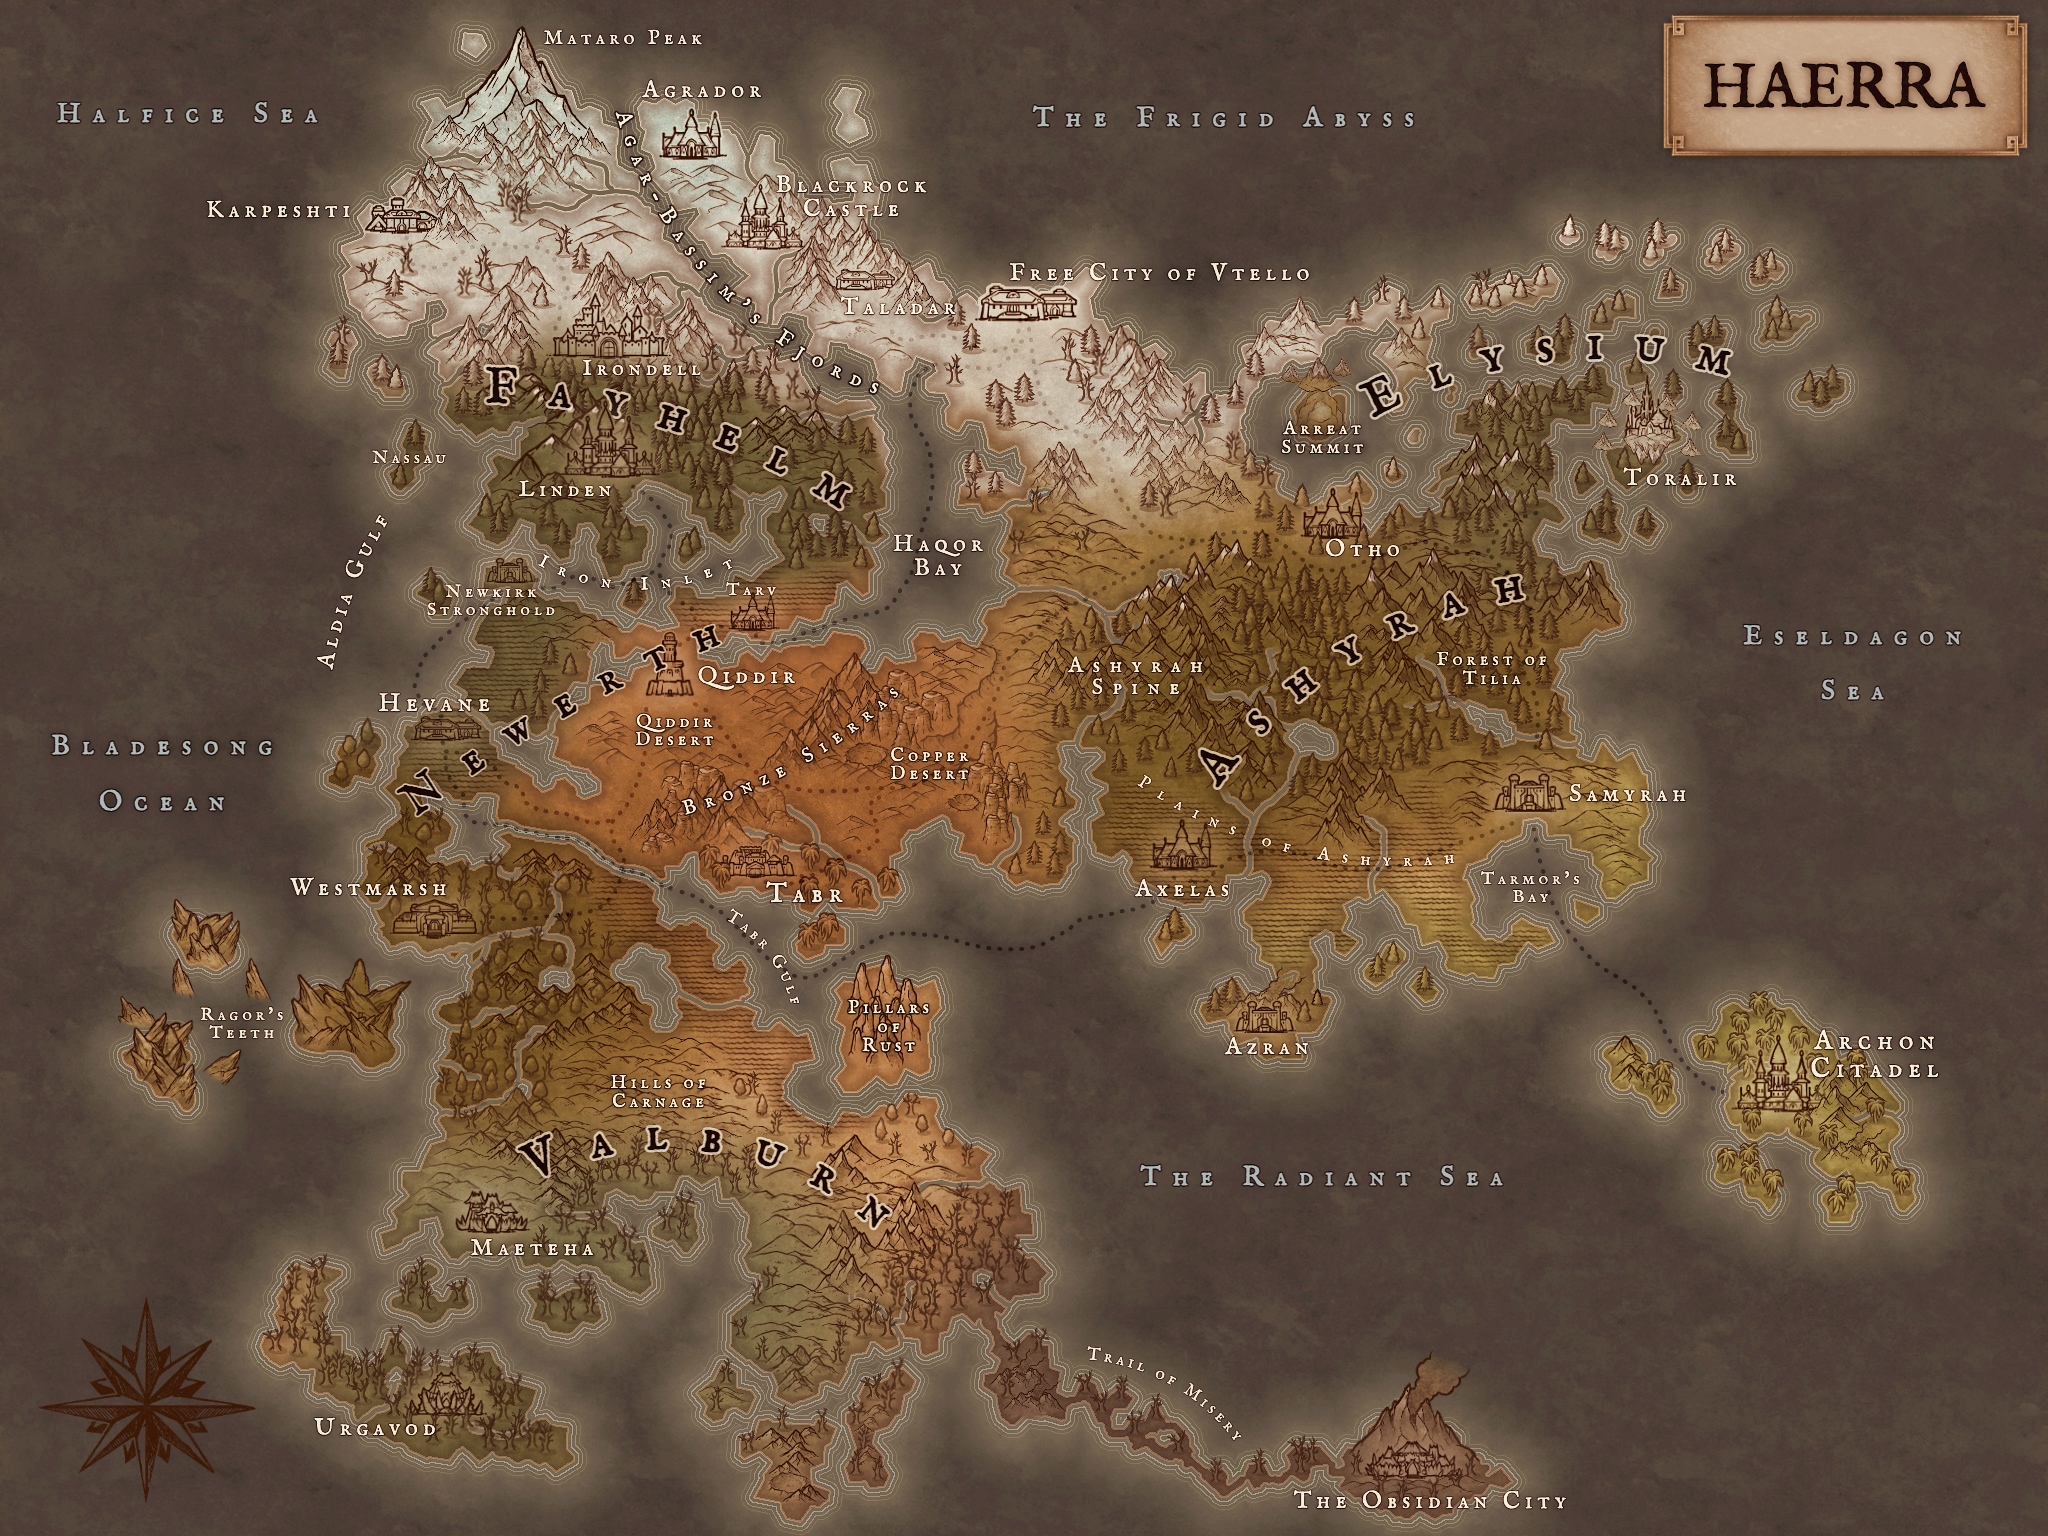 HAERRA
Mataro Peak
Agrador
Halfice Sea
The Frigid Abyss
Agar-Bassim's Fjords
Karpeshti
Blackrock
Castle
Free City of Vtello
Taladar
Irondell
Fayhelm
Elysium
Arreat
Summit
Toralir
Nassau
Linden
Aldia Gulf
Haqor
Bay
Otho
Iron Inlet
Newkirk
Stronghold
Tarv
Newerth
Qiddir
Ashyrah
Spine
Ashyrah
Forest of
Tilia
Eseldagon
Sea
Hevane
Qiddir
Desert
Bronze Sierras
Copper
Desert
Bladesong
Ocean
Plains of Ashyrah
Samyrah
Westmarsh
Tabr
Axelas
Tarmor's
Bay
Tabr Gulf
Ragor's
Teeth
Pillars
of
Rust
Azran
Archon
Citadel
Hills of
Carnage
Valburn
The Radiant Sea
Maeteha
Urgavod
Trail of Misery
The Obsidian City